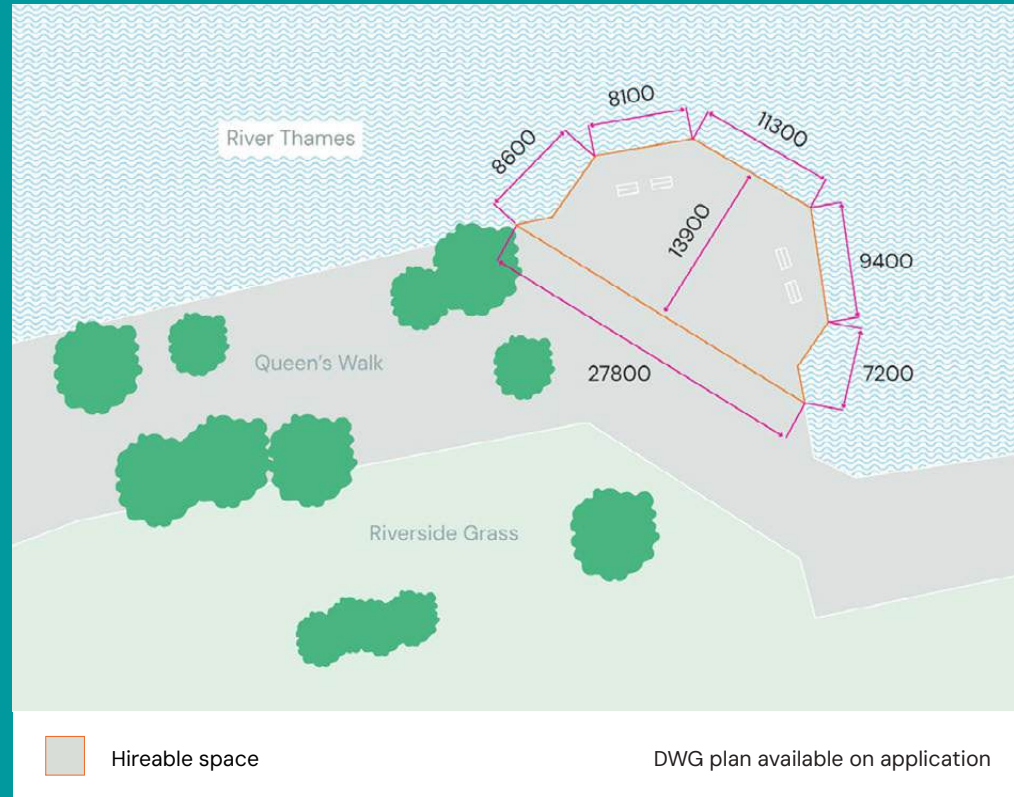 8100
11300
River Thames
8600
13900
9400
Queen's Walk
27800
7200
Riverside Grass
Hireable space
DWG plan available on application